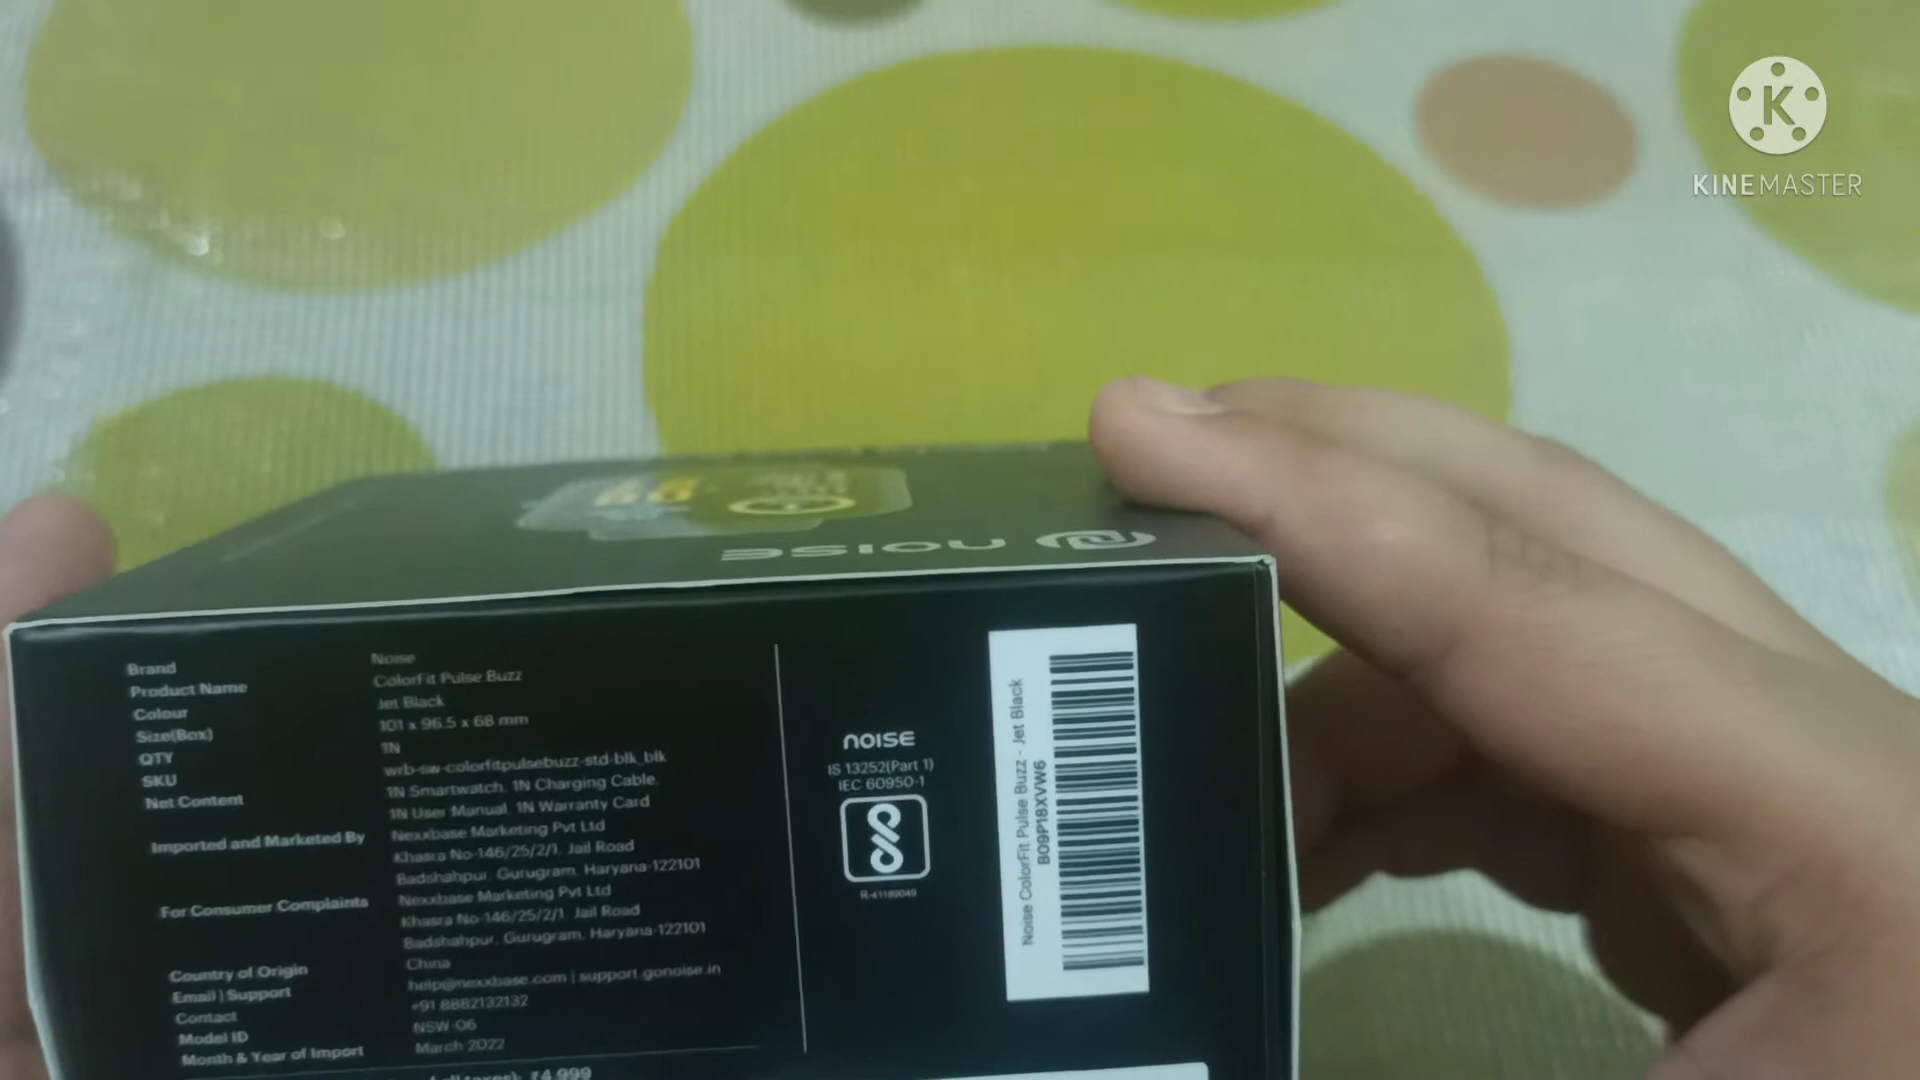 KINEMASTER
noise
Brand Noise
Product Name ColorFit Pulse Buzz
Colour Jet Black
Size(Box) 101 x 96.5 x 68 mm
QTY 1N
SKU wrb-sw-colorfitpulsebuzz-std-blk_blk
Net Content 1N Smartwatch, 1N Charging Cable,
1N User Manual, 1N Warranty Card
Imported and Marketed By Nexxbase Marketing Pvt Ltd
Khasra No-146/25/2/1, Jail Road
Badshahpur, Gurugram, Haryana-122101
For Consumer Complaints Nexxbase Marketing Pvt Ltd
Khasra No-146/25/2/1, Jail Road
Badshahpur, Gurugram, Haryana-122101
Country of Origin China
Email | Support help@nexxbase.com | support.gonoise.in
Contact +91 8882132132
Model ID NSW-06
Month & Year of Import March 2022
taxes): ₹4,999
noise
IS 13252(Part 1)
IEC 60950-1
R-41189049
Noise ColorFit Pulse Buzz - Jet Black
B09P18XVW6